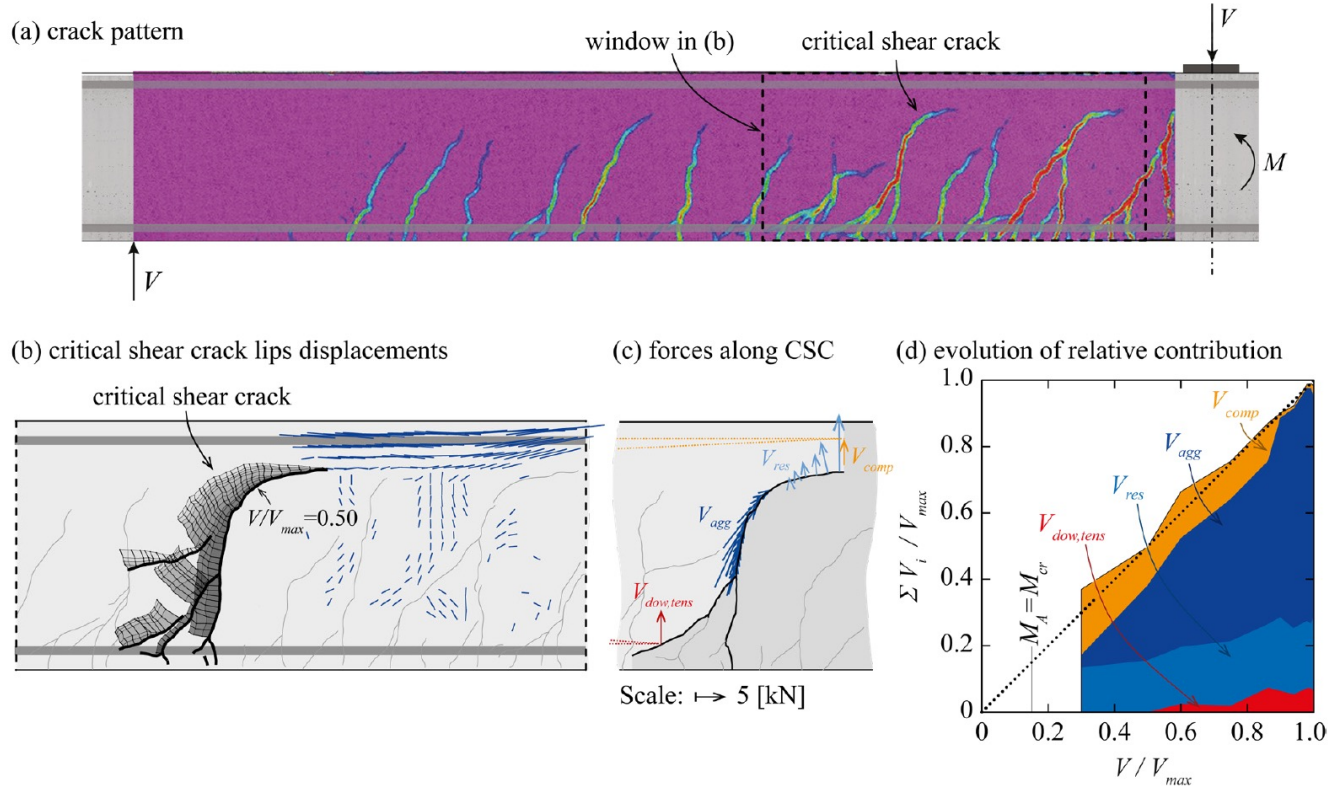 (a) crack pattern
window in (b)
critical shear crack
V
M
V
(b) critical shear crack lips displacements
critical shear crack
V/Vmax=0.50
(c) forces along CSC
Vres
Vcomp
Vagg
Vdow,tens
Scale: ↦ 5 [kN]
(d) evolution of relative contribution
1.0
0.8
0.6
0.4
0.2
0
Σ Vi / Vmax
Vcomp
Vagg
Vres
Vdow,tens
MA = Mcr
0 0.2 0.4 0.6 0.8 1.0
V / Vmax